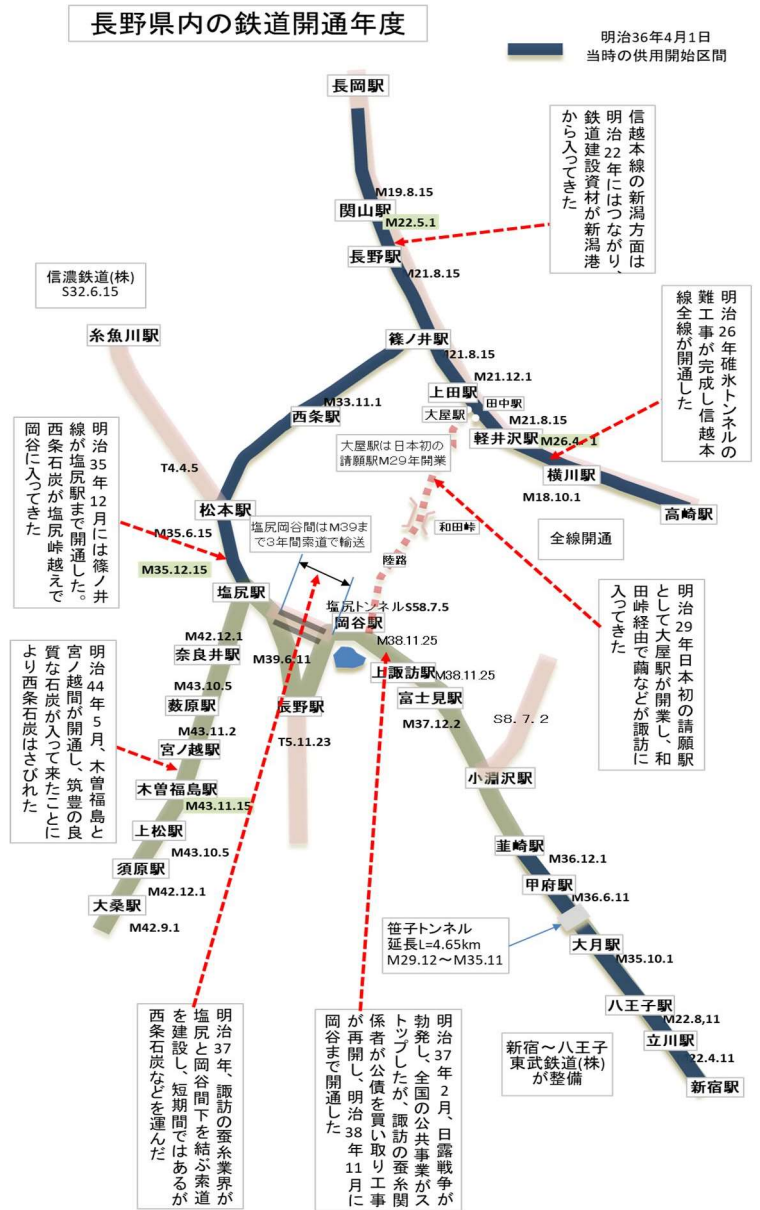 長野県内の鉄道開通年度
明治36年4月1日
当時の供用開始区間
長岡駅
M19.8.15
関山駅
M22.5.1
長野駅
M21.8.15
信越本線の新潟方面は
明治22年にはつながり、
鉄道建設資材が新潟港
から入ってきた
信濃鉄道(株)
S32.6.15
糸魚川駅
篠ノ井駅
M21.8.15
M21.12.1
上田駅
田中駅
大屋駅
M21.8.15
軽井沢駅
M26.4.1
横川駅
M18.10.1
高崎駅
全線開通
明治26年碓氷トンネルの
難工事が完成し信越本
線全線が開通した
M33.11.1
西条駅
大屋駅は日本初の
請願駅M29年開業
T4.4.5
松本駅
M35.6.15
M35.12.15
塩尻駅
塩尻岡谷間はM39ま
で3年間索道で輸送
和田峠
陸路
明治35年12月には篠ノ井
線が塩尻駅まで開通した。
西条石炭が塩尻峠越えで
岡谷に入ってきた
塩尻トンネルS58.7.5
岡谷駅
M38.11.25
上諏訪駅
M38.11.25
富士見駅
M37.12.2
明治29年日本初の請願駅
として大屋駅が開業し、和
田峠経由で繭などが諏訪に
入ってきた
M42.12.1
奈良井駅
M39.6.11
M43.10.5
藪原駅
長野駅
M43.11.2
宮ノ越駅
T5.11.23
S8.7.2
小淵沢駅
木曽福島駅
M43.11.15
上松駅
M43.10.5
須原駅
M42.12.1
大桑駅
M42.9.1
明治44年5月、木曽福島と
宮ノ越間が開通し、筑豊の良
質な石炭が入って来たことに
より西条石炭はさびれた
韮崎駅
M36.12.1
甲府駅
M36.6.11
笹子トンネル
延長L=4.65km
M29.12～M35.11
大月駅
M35.10.1
八王子駅
M22.8,11
立川駅
22.4.11
新宿駅
新宿～八王子
東武鉄道(株)
が整備
明治37年、諏訪の蚕糸業界が
塩尻と岡谷間下を結ぶ索道
を建設し、短期間ではあるが
西条石炭などを運んだ
明治37年2月、日露戦争が
勃発し、全国の公共事業がス
トップしたが、諏訪の蚕糸関
係者が公債を買い取り工事
が再開し、明治38年11月に
岡谷まで開通した